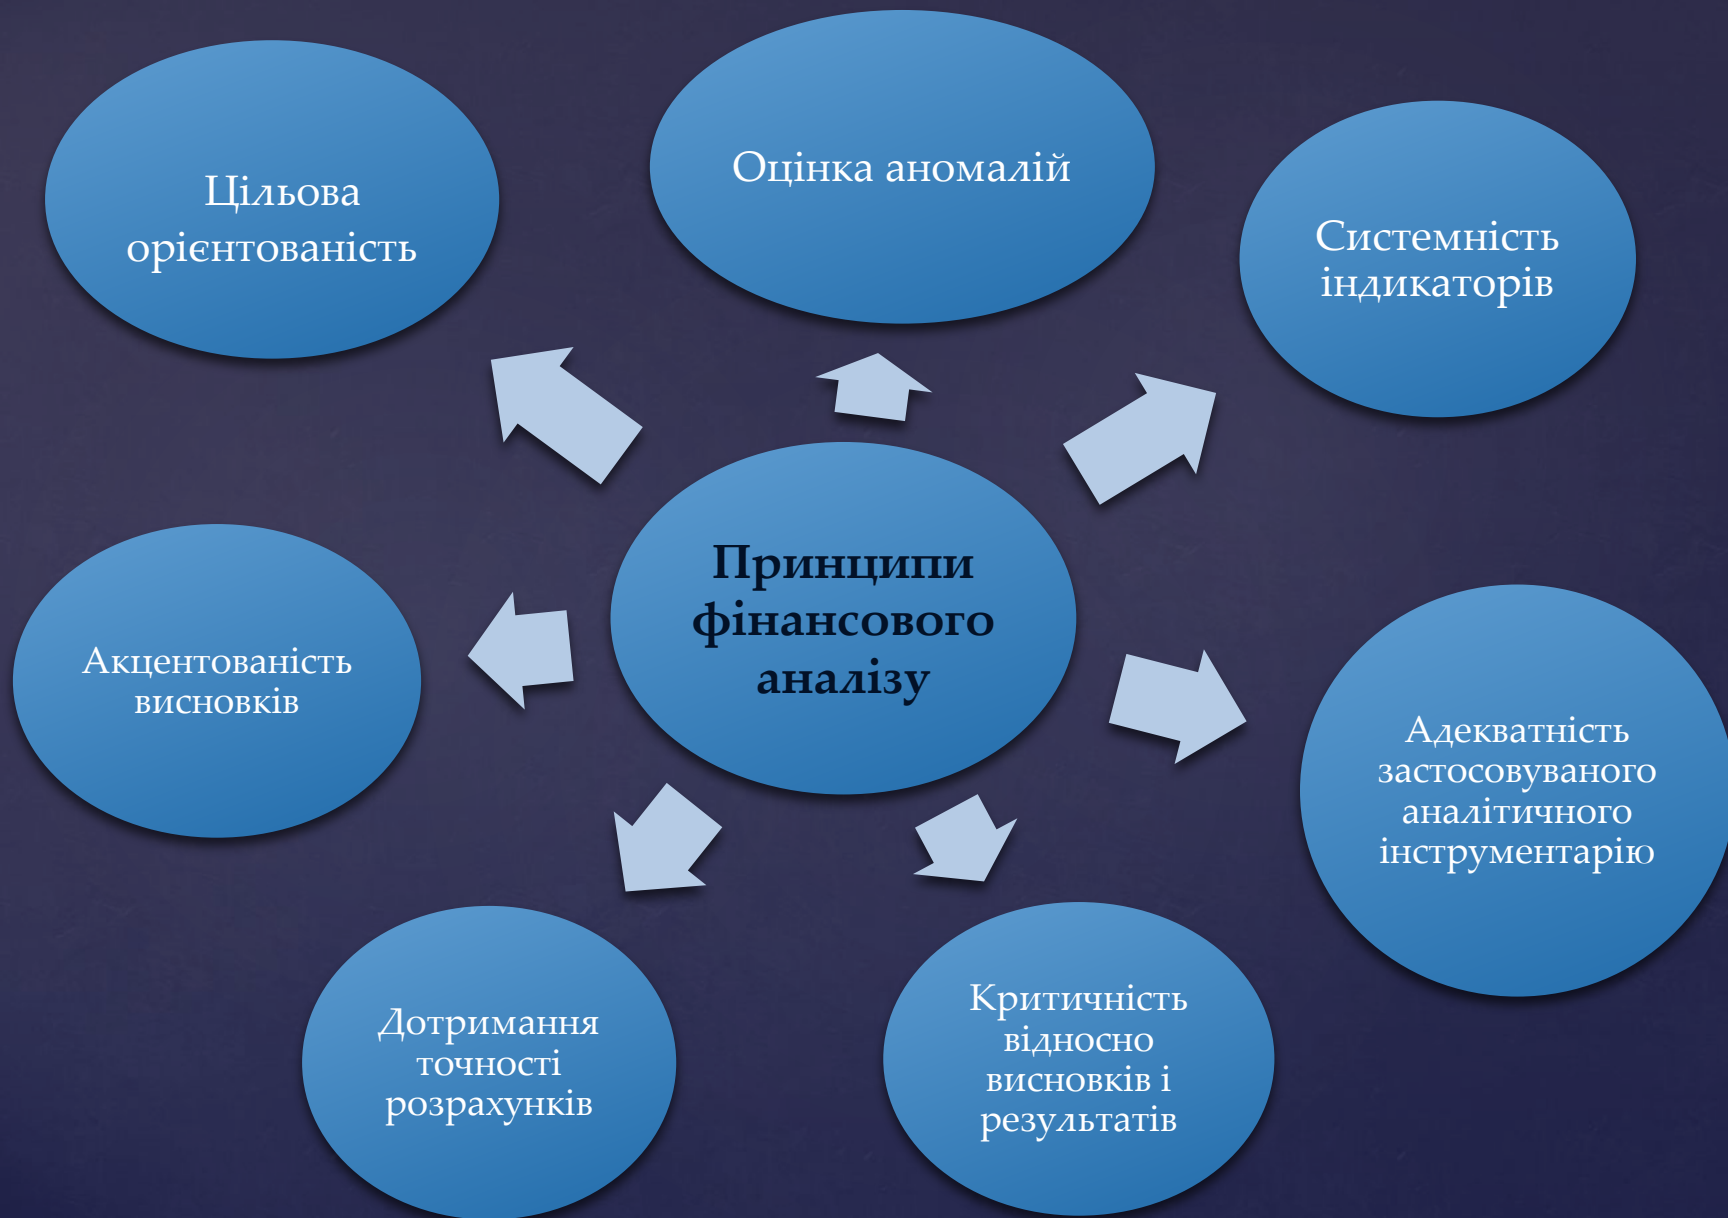 Цільова
орієнтованість
Оцінка аномалій
Системність
індикаторів
Принципи
фінансового
аналізу
Акцентованість
висновків
Адекватність
застосовуваного
аналітичного
інструментарію
Дотримання
точності
розрахунків
Критичність
відносно
висновків і
результатів